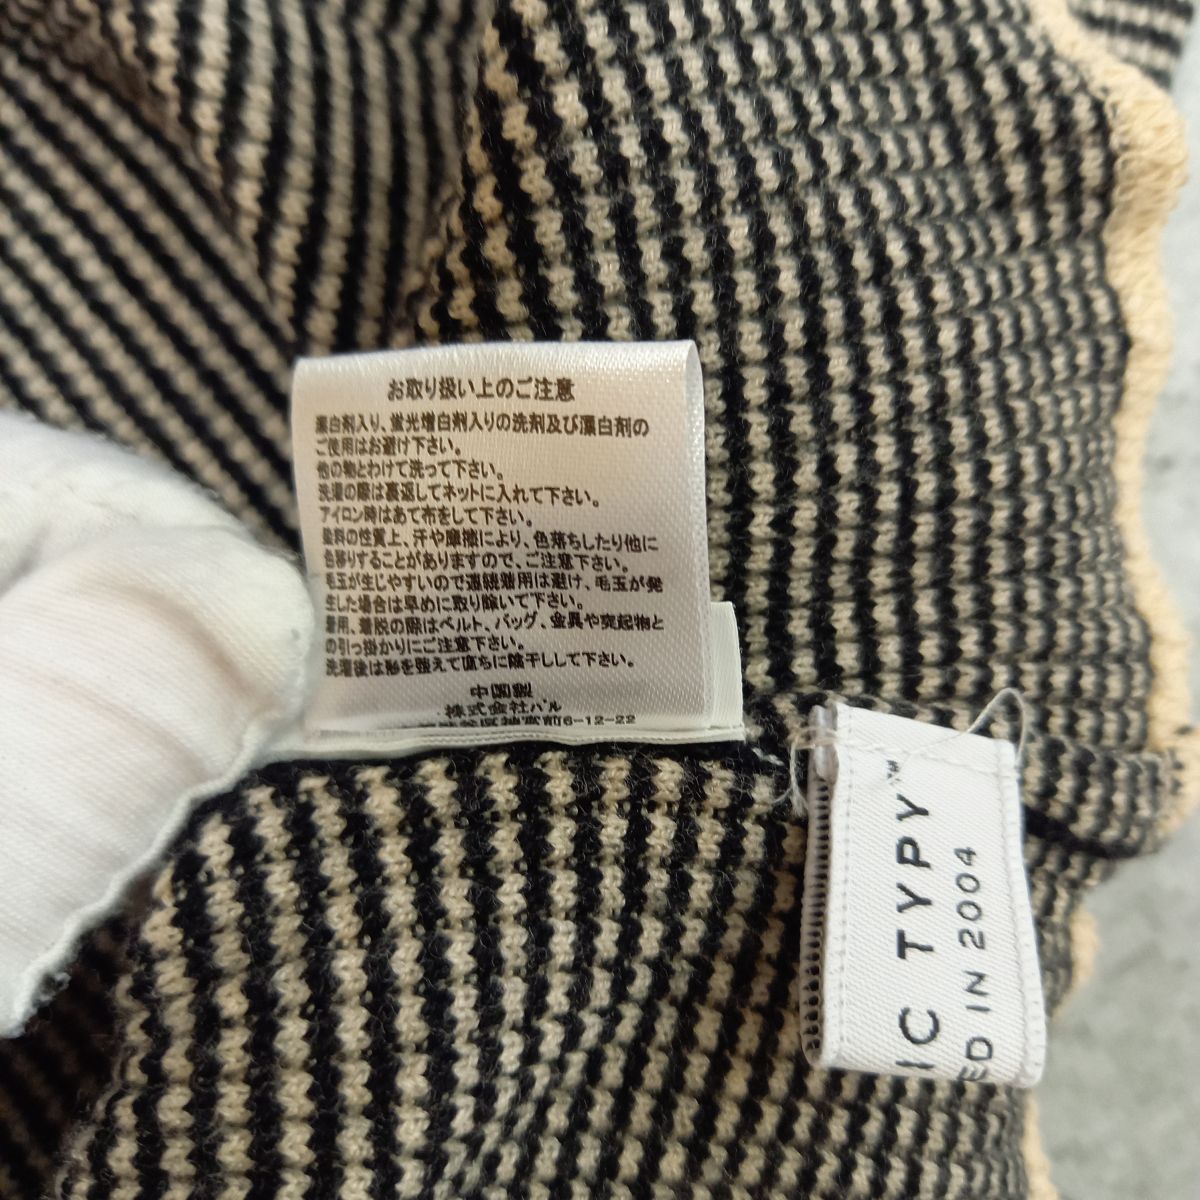 お取り扱い上のご注意
漂白剤入り、蛍光増白剤入りの洗剤及び漂白剤の
ご使用はお避け下さい。
他の物とわけて洗って下さい。
洗濯の際は裏返してネットに入れて下さい。
アイロン時はあて布をして下さい。
染料の性質上、汗や摩擦により、色落ちしたり他に
色移りすることがありますので、ご注意下さい。
毛玉が生じやすいので連続着用は避け、毛玉が発
生した場合は早めに取り除いて下さい。
着用、着脱の際はベルト、バッグ、金具や突起物と
の引っ掛かりにご注意下さい。
洗濯後は形を整えて直ちに陰干しして下さい。
中国製
株式会社パル
谷区神宮前6-12-22
IC TYPY™
ED IN 2004